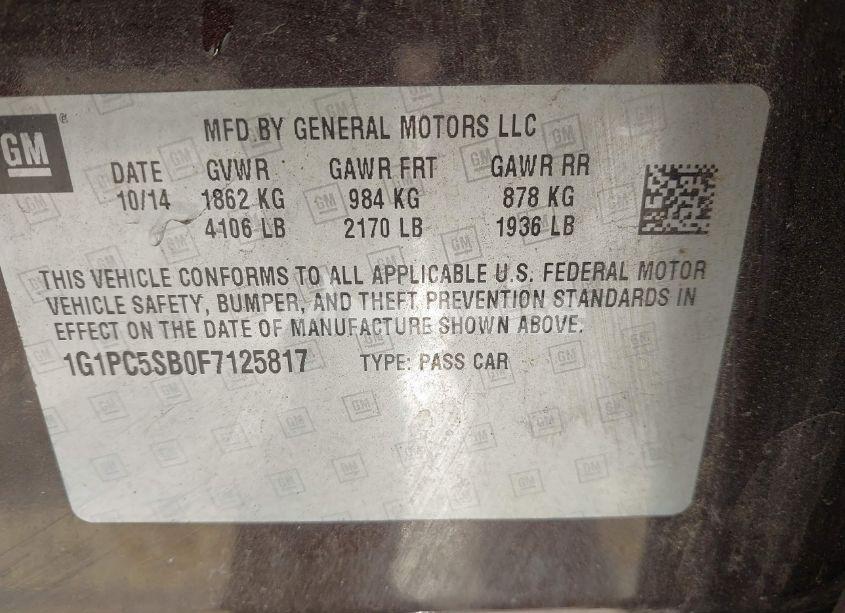 GM ®
MFD BY GENERAL MOTORS LLC
DATE GVWR GAWR FRT GAWR RR
10/14 1862 KG 984 KG 878 KG
4106 LB 2170 LB 1936 LB
THIS VEHICLE CONFORMS TO ALL APPLICABLE U.S. FEDERAL MOTOR
VEHICLE SAFETY, BUMPER, AND THEFT PREVENTION STANDARDS IN
EFFECT ON THE DATE OF MANUFACTURE SHOWN ABOVE.
1G1PC5SB0F7125817 TYPE: PASS CAR